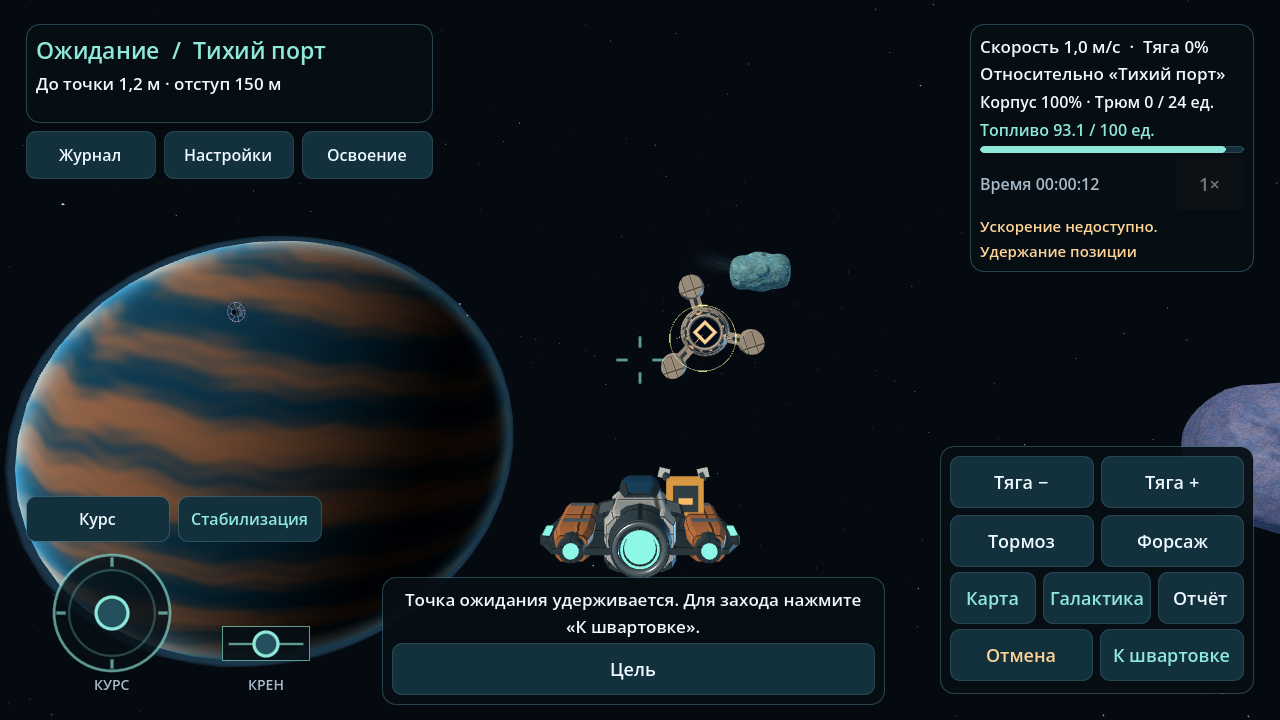 Ожидание / Тихий порт
До точки 1,2 м · отступ 150 м
Журнал
Настройки
Освоение
Скорость 1,0 м/с · Тяга 0%
Относительно «Тихий порт»
Корпус 100% · Трюм 0 / 24 ед.
Топливо 93.1 / 100 ед.
Время 00:00:12
1×
Ускорение недоступно.
Удержание позиции
Курс
Стабилизация
КУРС
КРЕН
Точка ожидания удерживается. Для захода нажмите
«К швартовке».
Цель
Тяга −
Тяга +
Тормоз
Форсаж
Карта
Галактика
Отчёт
Отмена
К швартовке